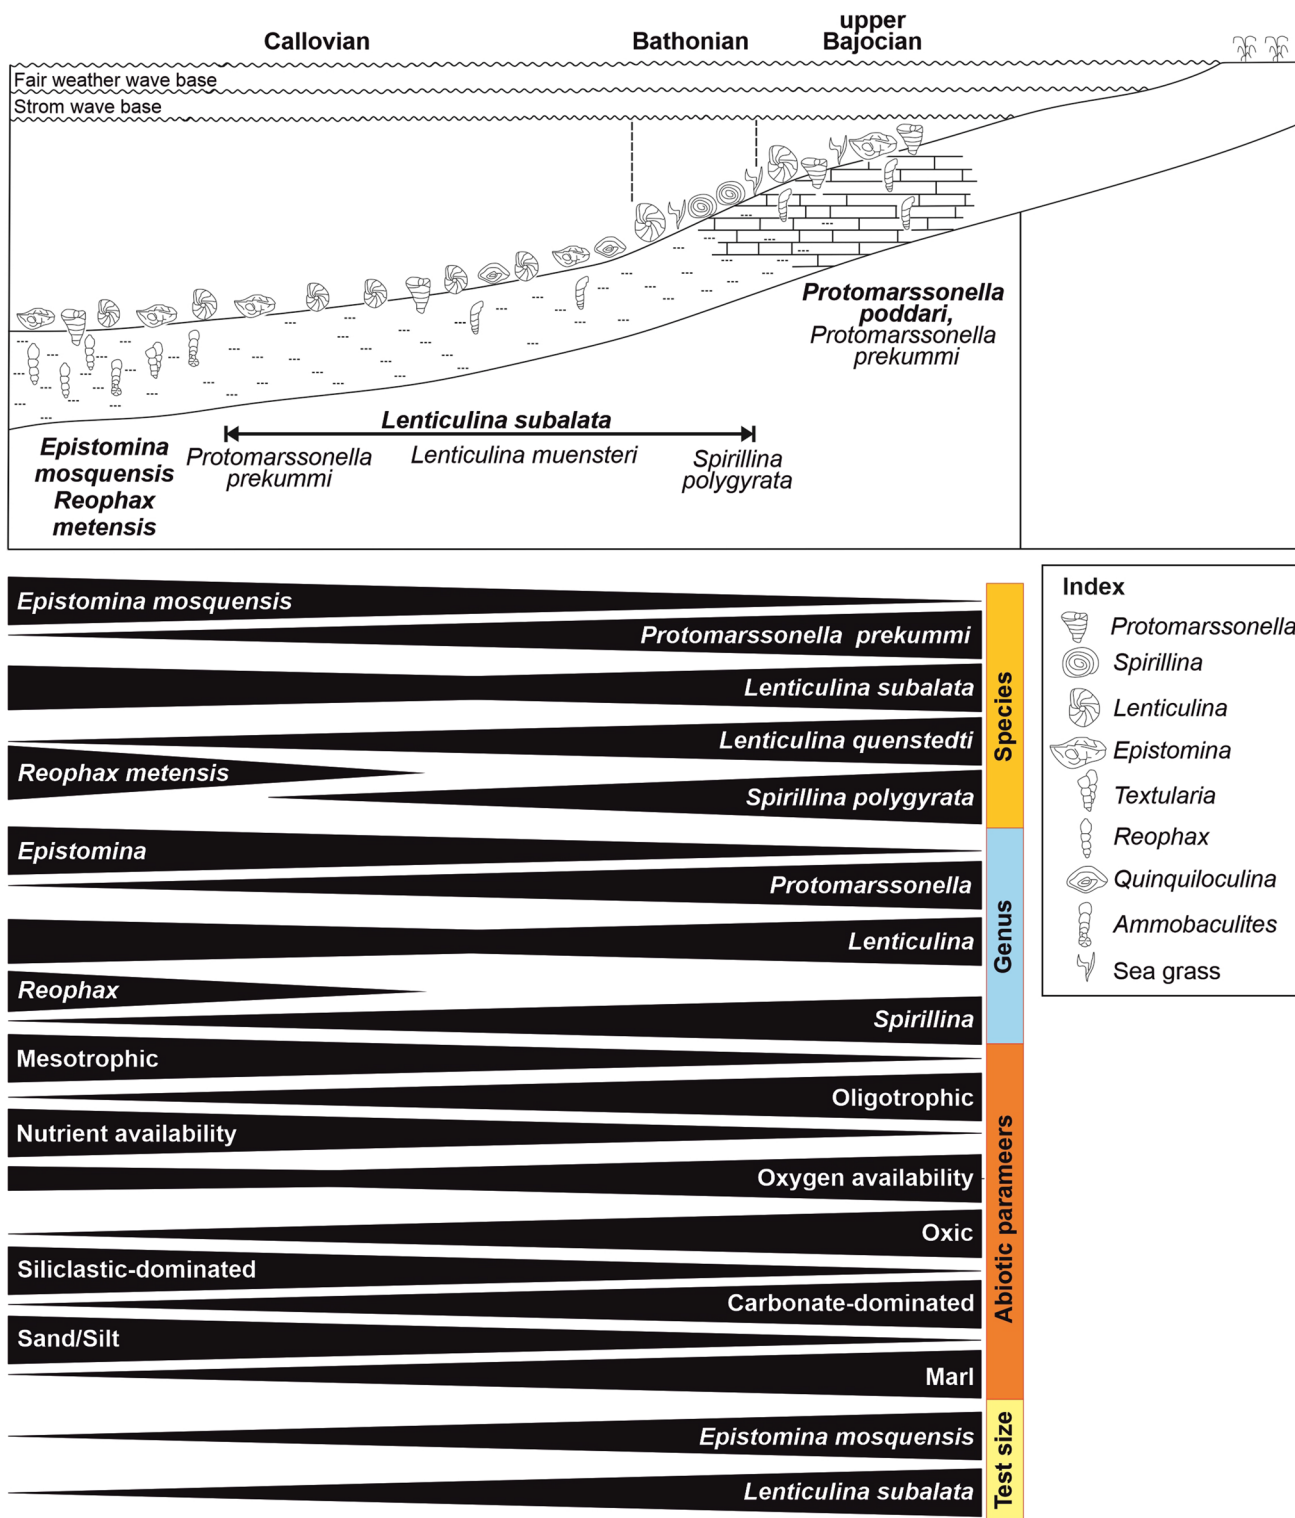 Callovian
Bathonian
upper
Bajocian
Fair weather wave base
Strom wave base
Protomarssonella
poddari,
Protomarssonella
prekummi
Lenticulina subalata
Epistomina
mosquensis
Reophax
metensis
Protomarssonella
prekummi
Lenticulina muensteri
Spirillina
polygyrata
Epistomina mosquensis
Protomarssonella prekummi
Lenticulina subalata
Lenticulina quenstedti
Reophax metensis
Spirillina polygyrata
Species
Epistomina
Protomarssonella
Lenticulina
Reophax
Spirillina
Genus
Mesotrophic
Oligotrophic
Nutrient availability
Oxygen availability
Oxic
Siliclastic-dominated
Carbonate-dominated
Sand/Silt
Marl
Abiotic parameers
Epistomina mosquensis
Lenticulina subalata
Test size
Index
Protomarssonella
Spirillina
Lenticulina
Epistomina
Textularia
Reophax
Quinquiloculina
Ammobaculites
Sea grass